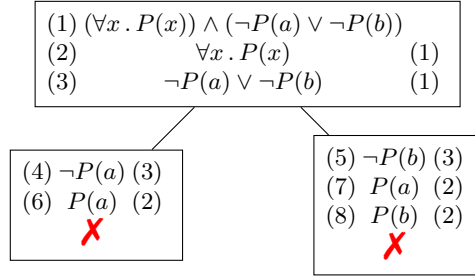 (1) (∀x . P(x)) ∧ (¬P(a) ∨ ¬P(b))
(2) ∀x . P(x) (1)
(3) ¬P(a) ∨ ¬P(b) (1)
(4) ¬P(a) (3)
(6) P(a) (2)
✗
(5) ¬P(b) (3)
(7) P(a) (2)
(8) P(b) (2)
✗